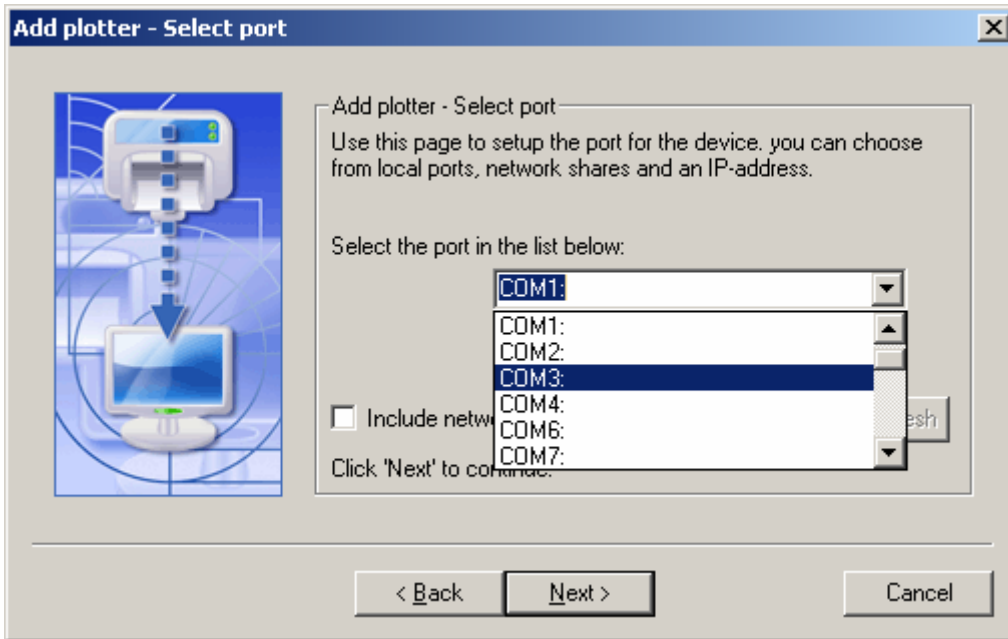 Add plotter - Select port
Add plotter - Select port
Use this page to setup the port for the device. you can choose
from local ports, network shares and an IP-address.
Select the port in the list below:
COM1:
COM1:
COM2:
COM3:
COM4:
COM6:
COM7:
Include netw
esh
Click 'Next' to continue.
< Back
Next >
Cancel